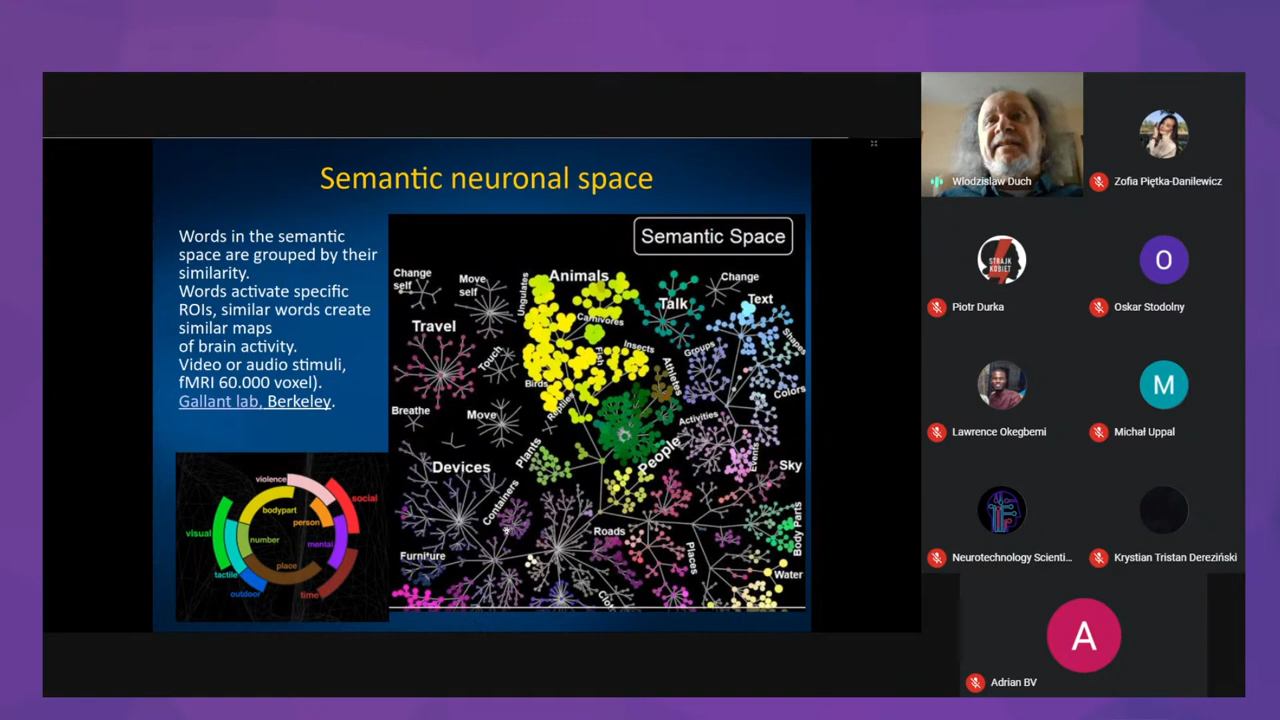 Semantic neuronal space
Words in the semantic
space are grouped by their
similarity.
Words activate specific
ROIs, similar words create
similar maps
of brain activity.
Video or audio stimuli,
fMRI 60.000 voxel).
Gallant lab, Berkeley.
violence
social
bodypart
person
visual
number
mental
place
tactile
outdoor
time
Semantic Space
Change
self
Move
self
Ungulates
Animals
Change
Talk
Text
Carnivores
Travel
Shapes
Touch
Fish
Insects
Groups
Athletes
Birds
Reptiles
Colors
Breathe
Move
Activities
Plants
People
Events
Devices
Sky
Containers
Body Parts
Roads
Furniture
Places
Water
Wlodzislaw Duch
Zofia Piętka-Danilewicz
STRAJK
KOBIET
O
Piotr Durka
Oskar Stodolny
M
Lawrence Okegbemi
Michał Uppal
Neurotechnology Scienti...
Krystian Tristan Dereziński
A
Adrian BV